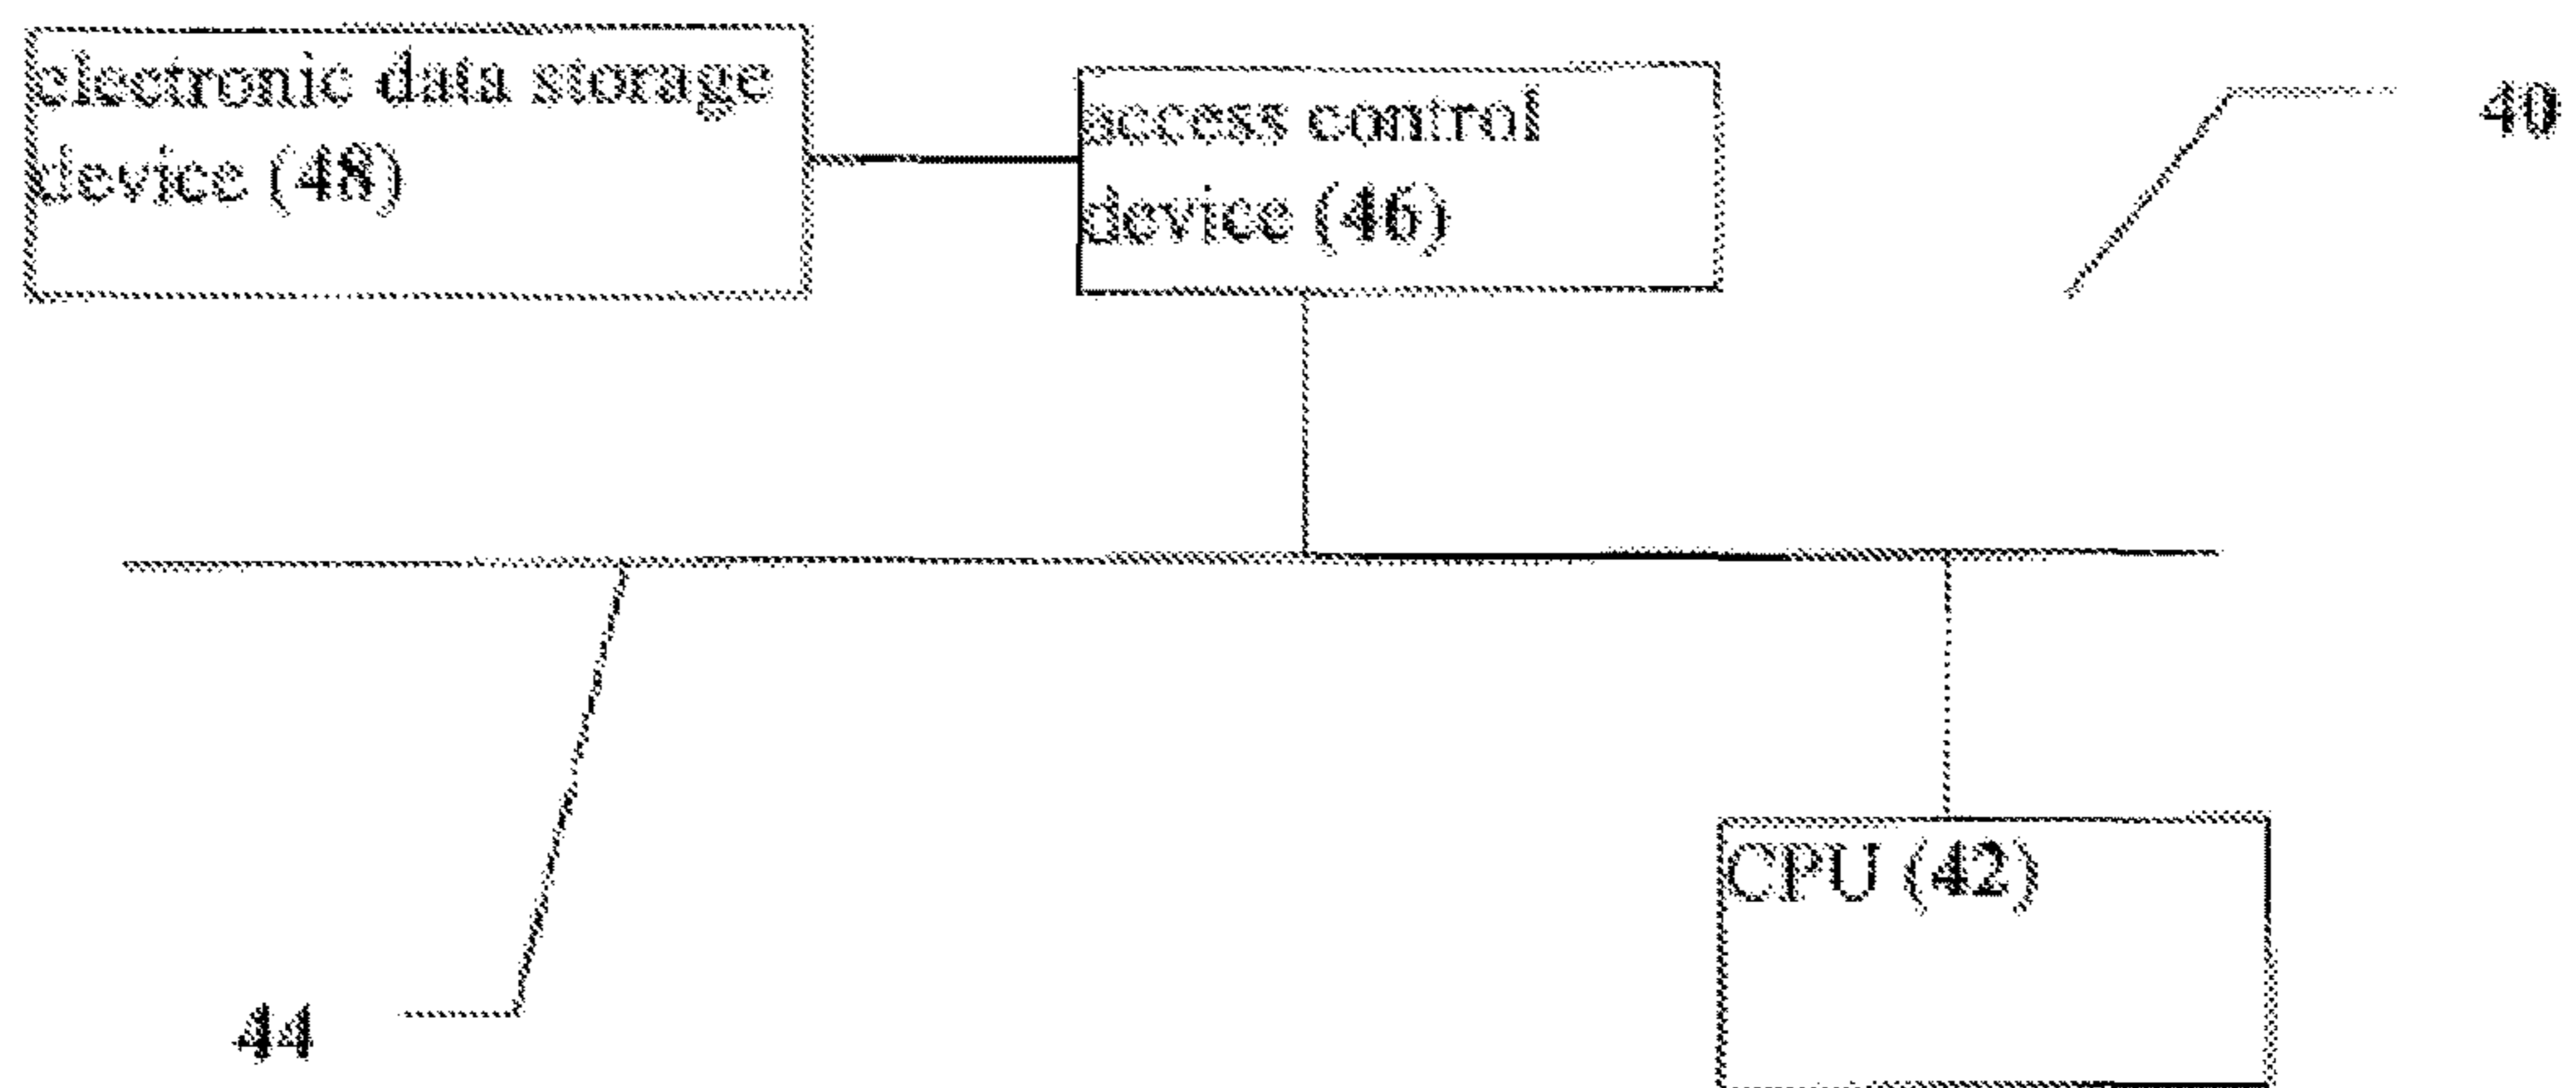 electronic data storage
device (48)
access control
device (46)
40
CPU (42)
44